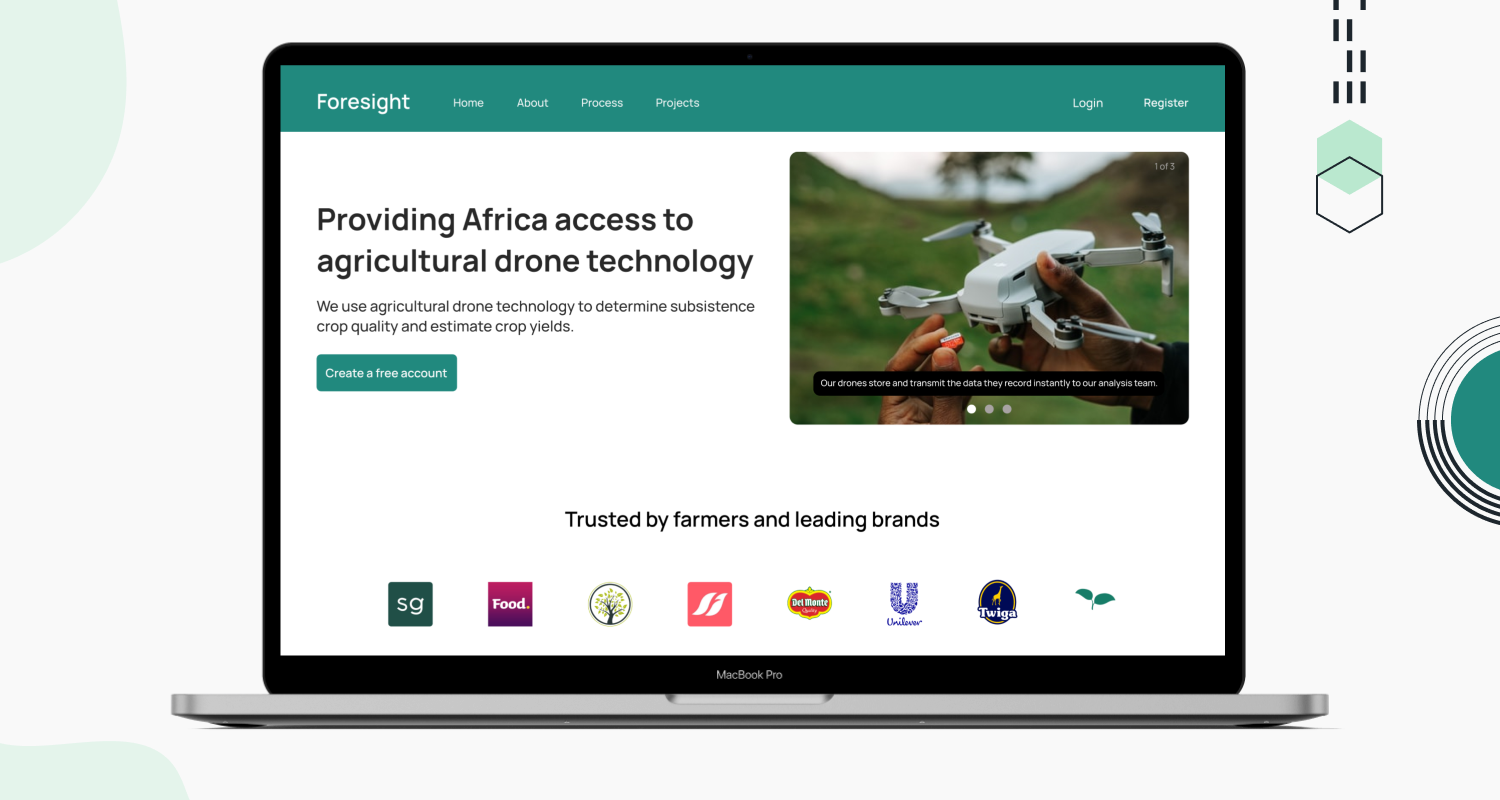 Foresight
Home
About
Process
Projects
Login
Register
Providing Africa access to
agricultural drone technology
We use agricultural drone technology to determine subsistence
crop quality and estimate crop yields.
Create a free account
1 of 3
Our drones store and transmit the data they record instantly to our analysis team.
Trusted by farmers and leading brands
sg
Food.
Del Monte
Quality
Unilever
Twiga
MacBook Pro